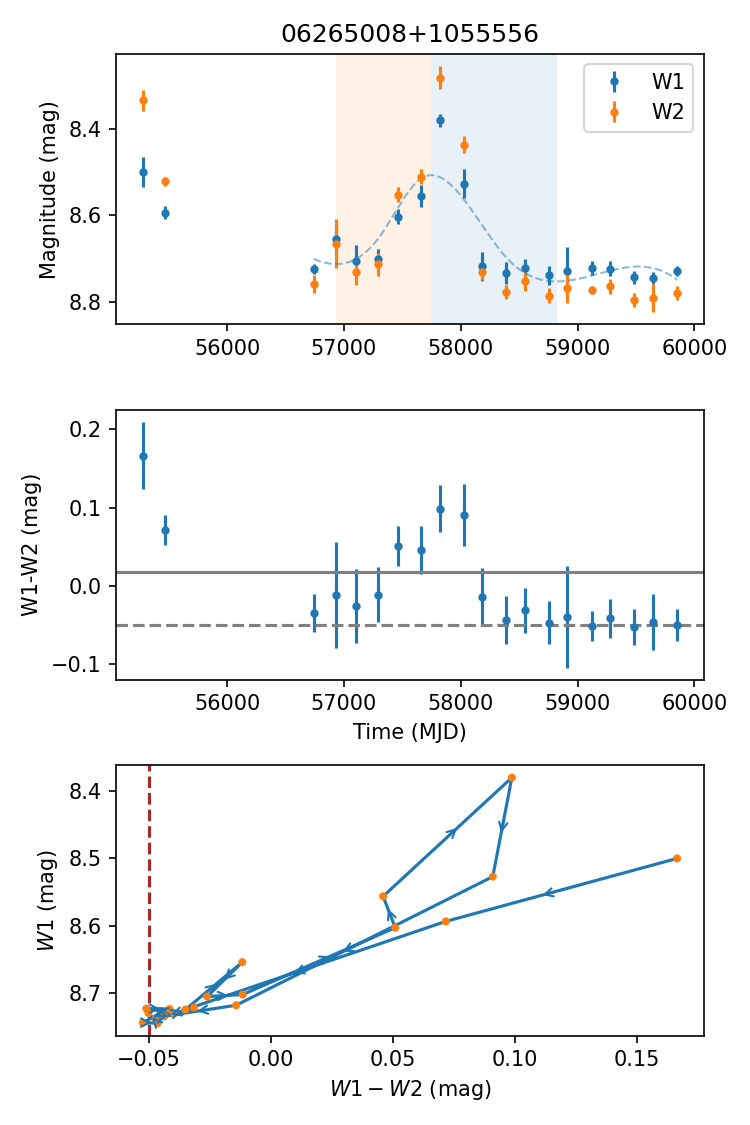 06265008+1055556
Magnitude (mag)
8.4
8.6
8.8
W1
W2
56000 57000 58000 59000 60000
W1-W2 (mag)
0.2
0.1
0.0
−0.1
56000 57000 58000 59000 60000
Time (MJD)
W1 (mag)
8.4
8.5
8.6
8.7
−0.05 0.00 0.05 0.10 0.15
W1 − W2 (mag)